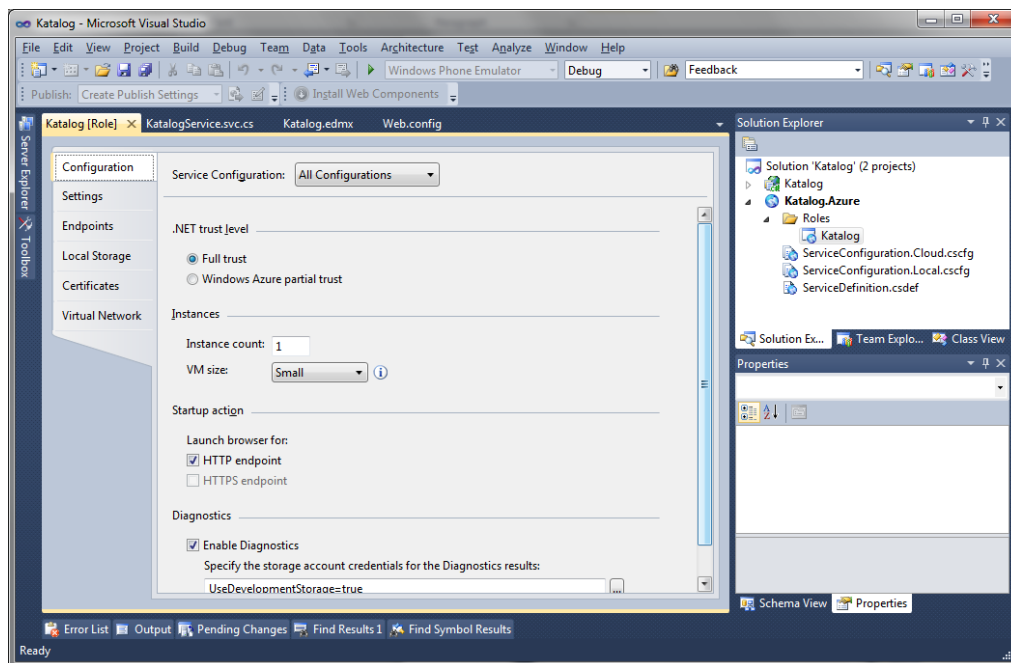 Katalog - Microsoft Visual Studio
File Edit View Project Build Debug Team Data Tools Architecture Test Analyze Window Help
Windows Phone Emulator Debug Feedback
Publish: Create Publish Settings Install Web Components
Katalog [Role] KatalogService.svc.cs Katalog.edmx Web.config
Server Explorer
Toolbox
Configuration
Settings
Endpoints
Local Storage
Certificates
Virtual Network
Service Configuration: All Configurations
.NET trust level
Full trust
Windows Azure partial trust
Instances
Instance count: 1
VM size: Small
Startup action
Launch browser for:
HTTP endpoint
HTTPS endpoint
Diagnostics
Enable Diagnostics
Specify the storage account credentials for the Diagnostics results:
UseDevelopmentStorage=true ...
Solution Explorer
Solution 'Katalog' (2 projects)
Katalog
Katalog.Azure
Roles
Katalog
ServiceConfiguration.Cloud.cscfg
ServiceConfiguration.Local.cscfg
ServiceDefinition.csdef
Solution Ex... Team Explo... Class View
Properties
Schema View Properties
Error List Output Pending Changes Find Results 1 Find Symbol Results
Ready